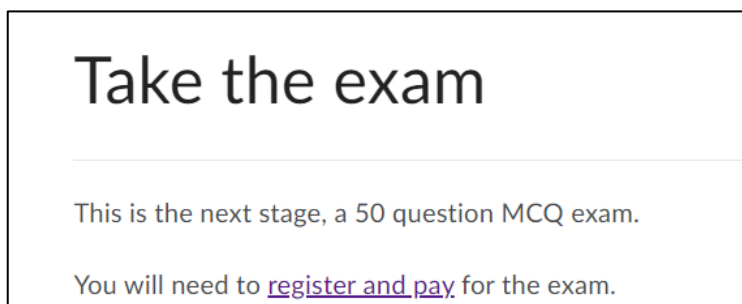 Take the exam
This is the next stage, a 50 question MCQ exam.
You will need to register and pay for the exam.